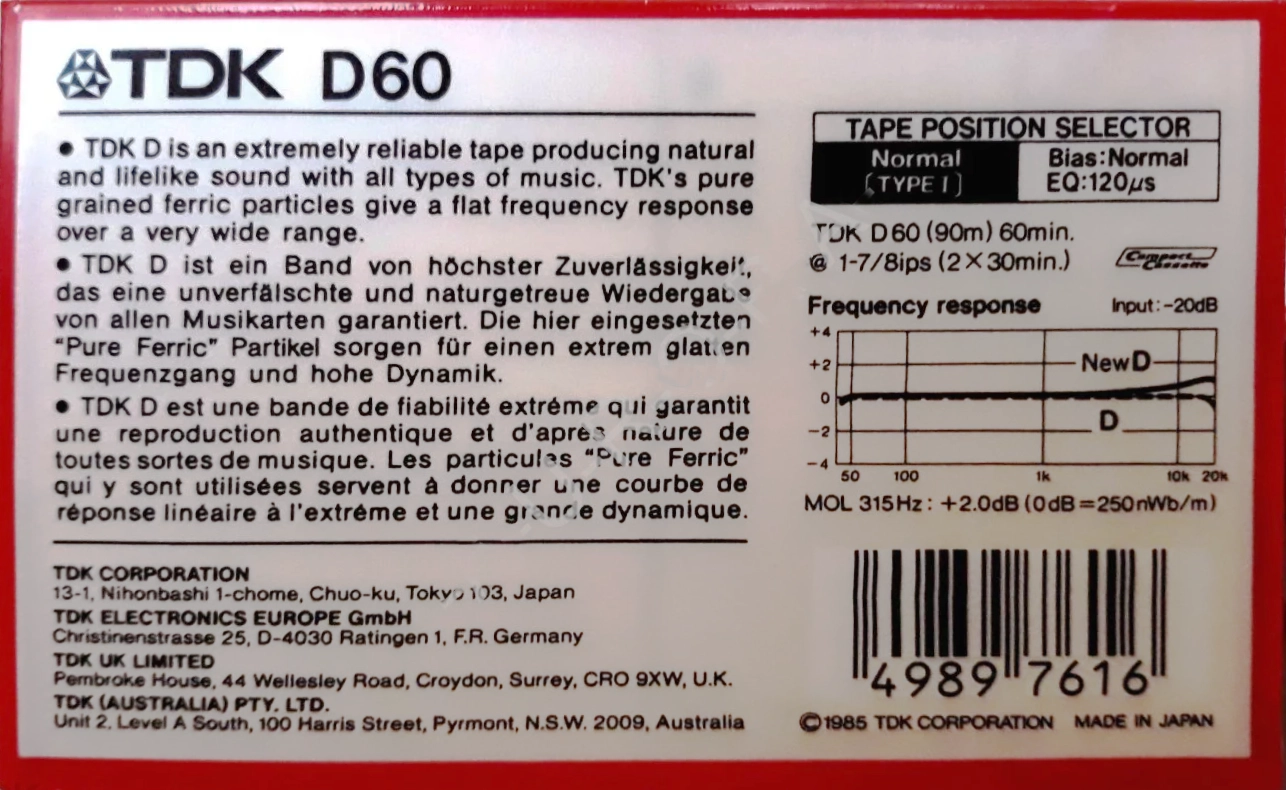 TDK D60
• TDK D is an extremely reliable tape producing natural
and lifelike sound with all types of music. TDK's pure
grained ferric particles give a flat frequency response
over a very wide range.
• TDK D ist ein Band von höchster Zuverlässigkeit,
das eine unverfälschte und naturgetreue Wiedergabe
von allen Musikarten garantiert. Die hier eingesetzten
"Pure Ferric" Partikel sorgen für einen extrem glatten
Frequenzgang und hohe Dynamik.
• TDK D est une bande de fiabilité extréme qui garantit
une reproduction authentique et d'après nature de
toutes sortes de musique. Les particules "Pure Ferric"
qui y sont utilisées servent à donner une courbe de
réponse linéaire à l'extréme et une grande dynamique.
TDK CORPORATION
13-1, Nihonbashi 1-chome, Chuo-ku, Tokyo 103, Japan
TDK ELECTRONICS EUROPE GmbH
Christinenstrasse 25, D-4030 Ratingen 1, F.R. Germany
TDK UK LIMITED
Pembroke House, 44 Wellesley Road, Croydon, Surrey, CRO 9XW, U.K.
TDK (AUSTRALIA) PTY. LTD.
Unit 2, Level A South, 100 Harris Street, Pyrmont, N.S.W. 2009, Australia
TAPE POSITION SELECTOR
Normal
(TYPE I)
Bias:Normal
EQ:120µs
TDK D60 (90m) 60min.
@ 1-7/8ips (2×30min.)
Compact
Cassette
Frequency response
Input:-20dB
+4
+2
0
-2
-4
New D
D
50 100 1k 10k 20k
MOL 315Hz: +2.0dB (0dB=250nWb/m)
4989 7616
©1985 TDK CORPORATION MADE IN JAPAN